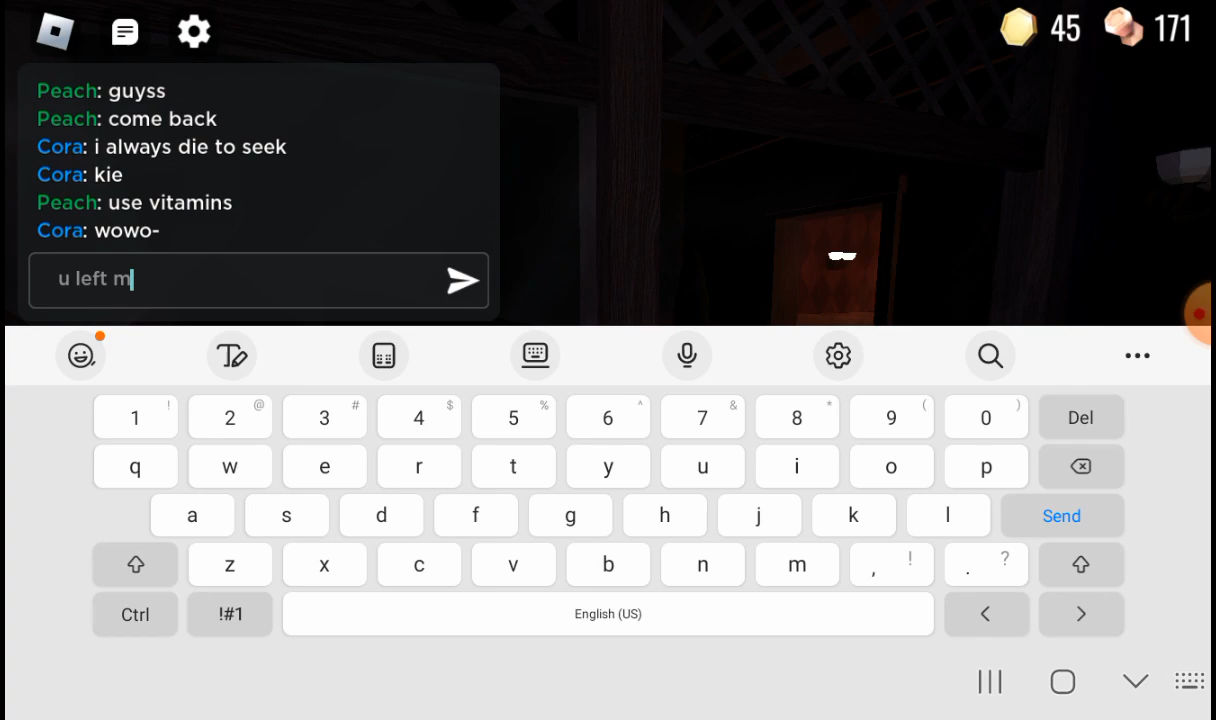 45 171
Peach: guyss
Peach: come back
Cora: i always die to seek
Cora: kie
Peach: use vitamins
Cora: wowo-
u left m
1 ! 2 @ 3 # 4 $ 5 % 6 ^ 7 & 8 * 9 ( 0 ) Del
q w e r t y u i o p
a s d f g h j k l Send
z x c v b n m , ! . ?
Ctrl !#1 English (US) < >